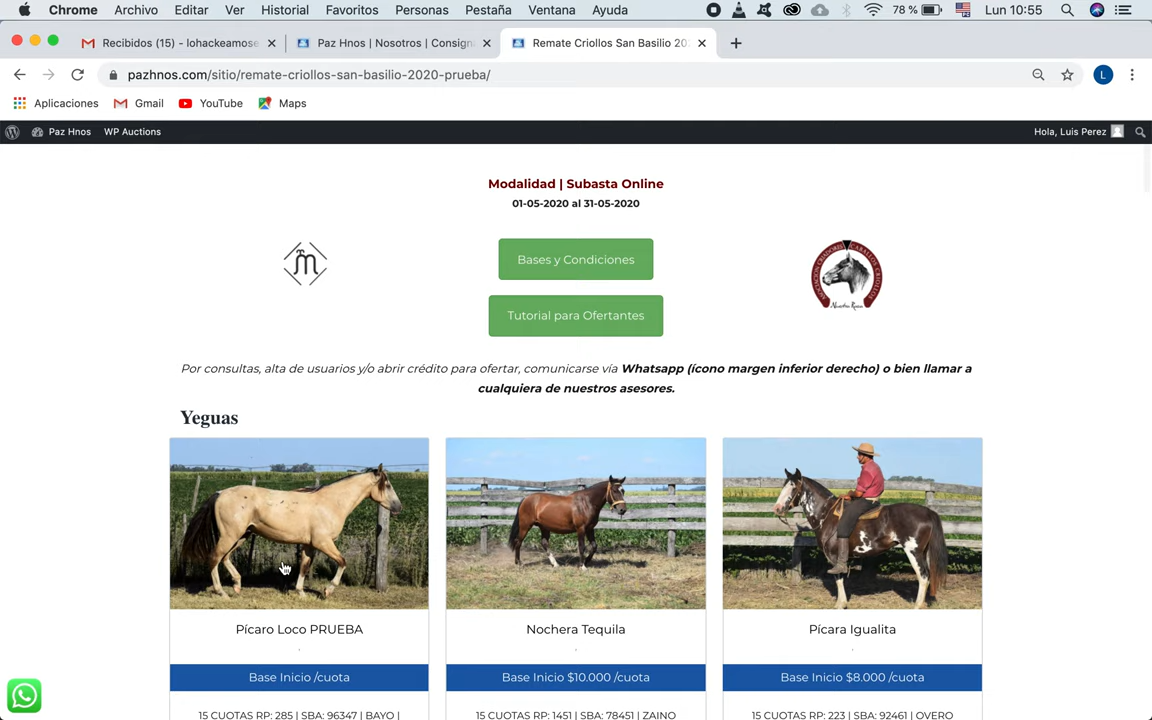 Chrome Archivo Editar Ver Historial Favoritos Personas Pestaña Ventana Ayuda 78 % Lun 10:55
Recibidos (15) - lohackeamose Paz Hnos | Nosotros | Consign Remate Criollos San Basilio 20
pazhnos.com/sitio/remate-criollos-san-basilio-2020-prueba/ L
Aplicaciones Gmail YouTube Maps
Paz Hnos WP Auctions Hola, Luis Perez
Modalidad | Subasta Online
01-05-2020 al 31-05-2020
Bases y Condiciones
Tutorial para Ofertantes
Por consultas, alta de usuarios y/o abrir crédito para ofertar, comunicarse vía Whatsapp (ícono margen inferior derecho) o bien llamar a
cualquiera de nuestros asesores.
Yeguas
Pícaro Loco PRUEBA Nochera Tequila Pícara Igualita
Base Inicio /cuota Base Inicio $10.000 /cuota Base Inicio $8.000 /cuota
15 CUOTAS RP: 285 | SBA: 96347 | BAYO | 15 CUOTAS RP: 1451 | SBA: 78451 | ZAINO 15 CUOTAS RP: 223 | SBA: 92461 | OVERO